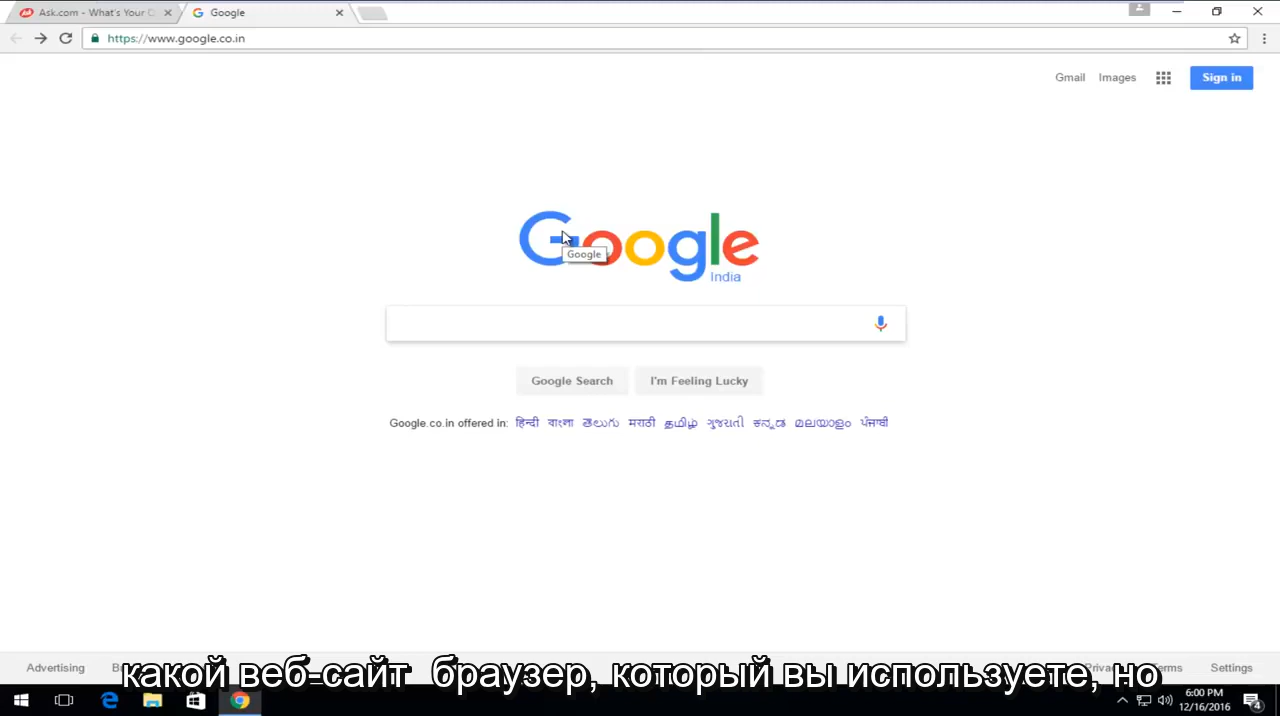 Ask.com - What's Your
Google
https://www.google.co.in
Gmail Images Sign in
Google
Google
India
Google Search I'm Feeling Lucky
Google.co.in offered in: हिन्दी বাংলা తెలుగు मराठी தமிழ் ગુજરાતી ಕನ್ನಡ മലയാളം ਪੰਜਾਬੀ
Advertising Terms Settings
какой веб-сайт браузер, который вы используете, но
6:00 PM
12/16/2016
4